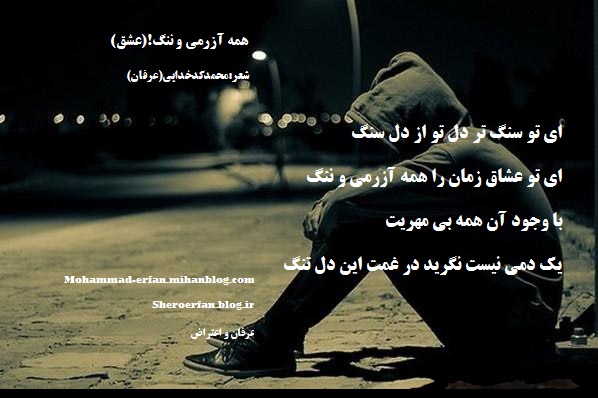 همه آزرمی و ننگ!(عشق)
شعر:محمدکدخدایی(عرفان)
ای تو سنگ تر دل تو از دل سنگ
ای تو عشاق زمان را همه آزرمی و ننگ
با وجود آن همه بی مهریت
یک دمی نیست نگرید در غمت این دل تنگ
Mohammad-erfan.mihanblog.com
Sheroerfan.blog.ir
عرفان و اعتراض